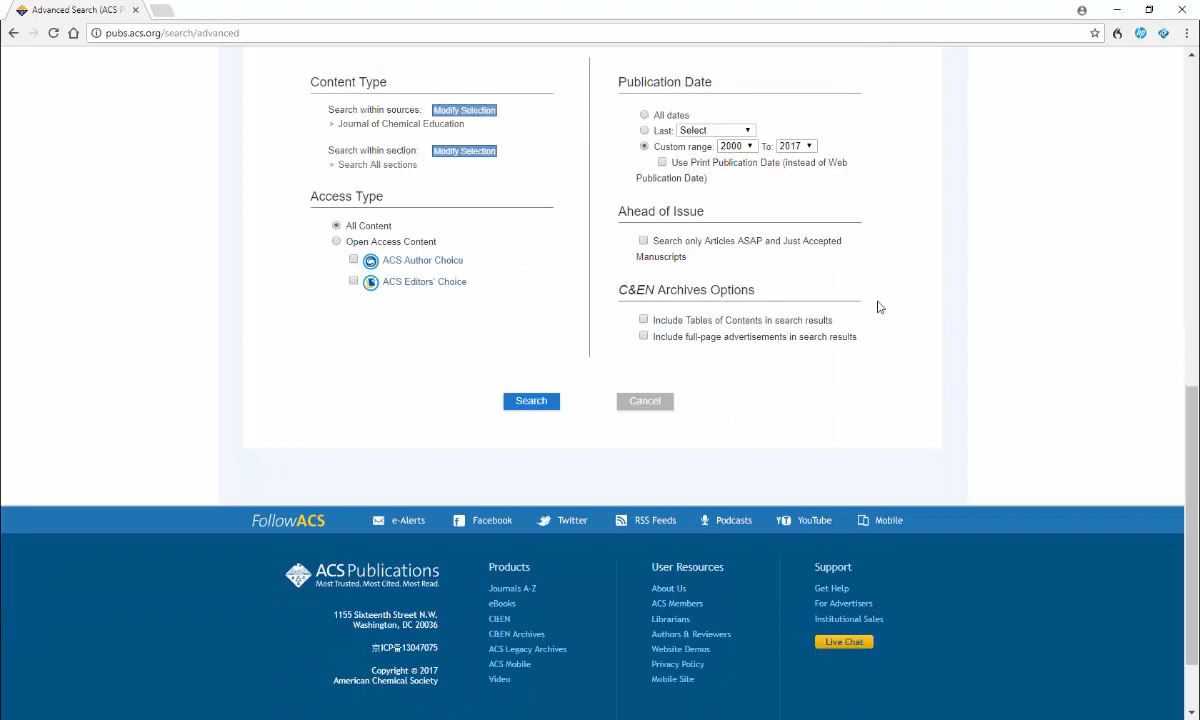 Advanced Search (ACS P
pubs.acs.org/search/advanced
Content Type
Search within sources: Modify Selection
> Journal of Chemical Education
Search within section: Modify Selection
> Search All sections
Access Type
All Content
Open Access Content
ACS Author Choice
ACS Editors' Choice
Publication Date
All dates
Last: Select
Custom range: 2000 To: 2017
Use Print Publication Date (instead of Web
Publication Date)
Ahead of Issue
Search only Articles ASAP and Just Accepted
Manuscripts
C&EN Archives Options
Include Tables of Contents in search results
Include full-page advertisements in search results
Search Cancel
FollowACS e-Alerts Facebook Twitter RSS Feeds Podcasts YouTube Mobile
ACS Publications
Most Trusted. Most Cited. Most Read.
1155 Sixteenth Street N.W.
Washington, DC 20036
京ICP备13047075
Copyright © 2017
American Chemical Society
Products
Journals A-Z
eBooks
C&EN
C&EN Archives
ACS Legacy Archives
ACS Mobile
Video
User Resources
About Us
ACS Members
Librarians
Authors & Reviewers
Website Demos
Privacy Policy
Mobile Site
Support
Get Help
For Advertisers
Institutional Sales
Live Chat